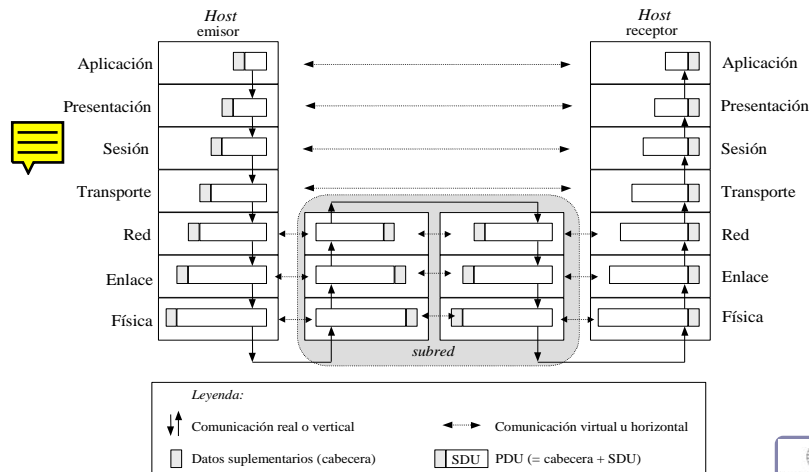 Host
emisor
Host
receptor
Aplicación
Aplicación
Presentación
Presentación
Sesión
Sesión
Transporte
Transporte
Red
Red
Enlace
Enlace
Física
Física
subred
Leyenda:
Comunicación real o vertical
Comunicación virtual u horizontal
Datos suplementarios (cabecera)
SDU PDU (= cabecera + SDU)